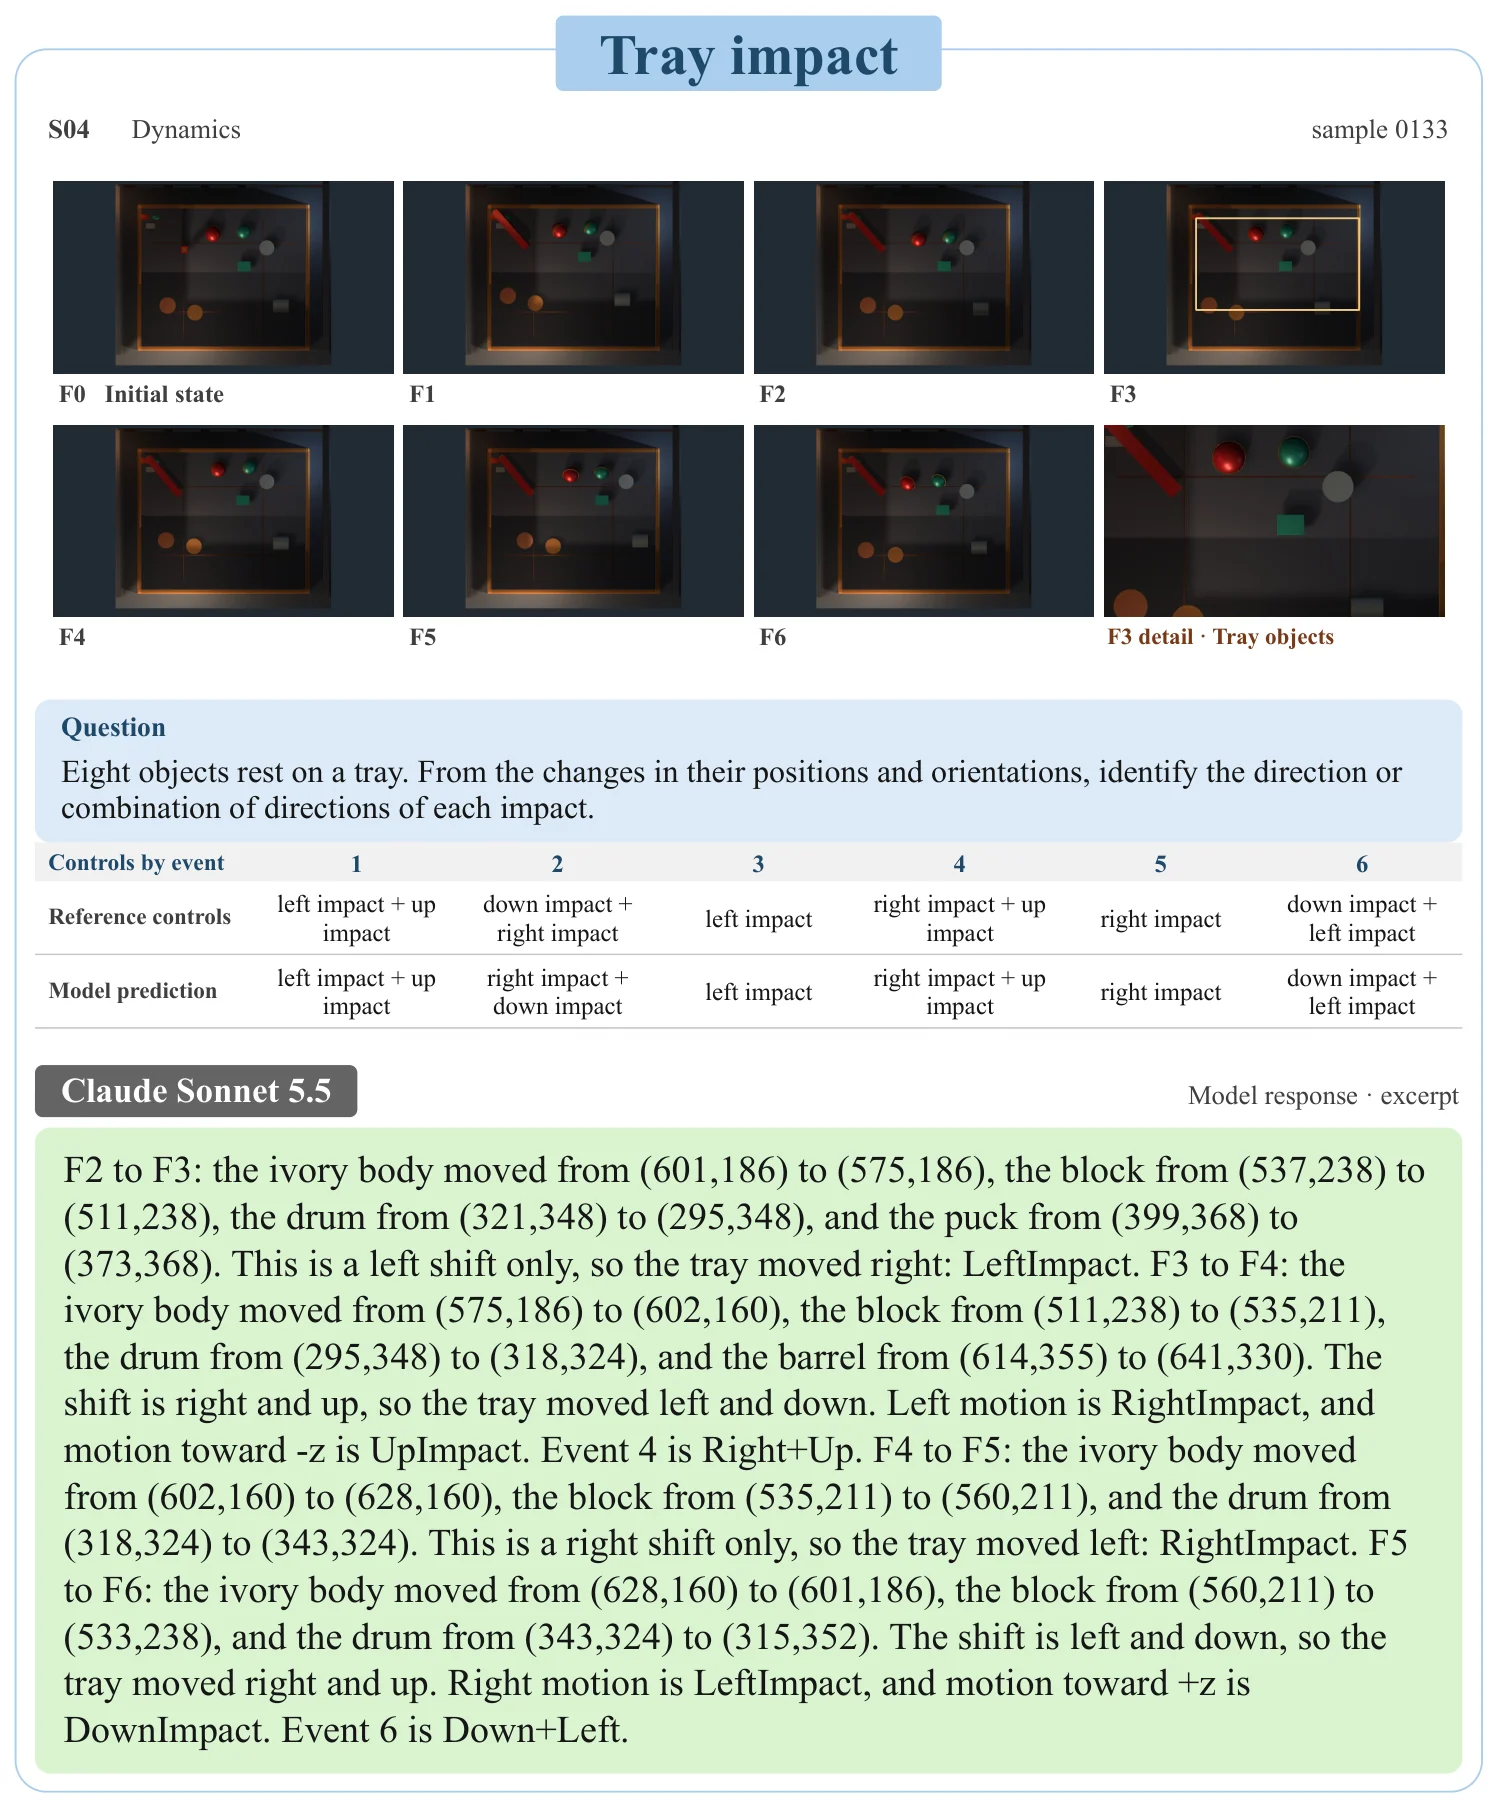 Tray impact
S04 Dynamics sample 0133
F0 Initial state F1 F2 F3
F4 F5 F6 F3 detail · Tray objects
Question
Eight objects rest on a tray. From the changes in their positions and orientations, identify the direction or
combination of directions of each impact.
Controls by event 1 2 3 4 5 6
Reference controls left impact + up impact down impact + right impact left impact right impact + up impact right impact down impact + left impact
Model prediction left impact + up impact right impact + down impact left impact right impact + up impact right impact down impact + left impact
Claude Sonnet 5.5 Model response · excerpt
F2 to F3: the ivory body moved from (601,186) to (575,186), the block from (537,238) to
(511,238), the drum from (321,348) to (295,348), and the puck from (399,368) to
(373,368). This is a left shift only, so the tray moved right: LeftImpact. F3 to F4: the
ivory body moved from (575,186) to (602,160), the block from (511,238) to (535,211),
the drum from (295,348) to (318,324), and the barrel from (614,355) to (641,330). The
shift is right and up, so the tray moved left and down. Left motion is RightImpact, and
motion toward -z is UpImpact. Event 4 is Right+Up. F4 to F5: the ivory body moved
from (602,160) to (628,160), the block from (535,211) to (560,211), and the drum from
(318,324) to (343,324). This is a right shift only, so the tray moved left: RightImpact. F5
to F6: the ivory body moved from (628,160) to (601,186), the block from (560,211) to
(533,238), and the drum from (343,324) to (315,352). The shift is left and down, so the
tray moved right and up. Right motion is LeftImpact, and motion toward +z is
DownImpact. Event 6 is Down+Left.